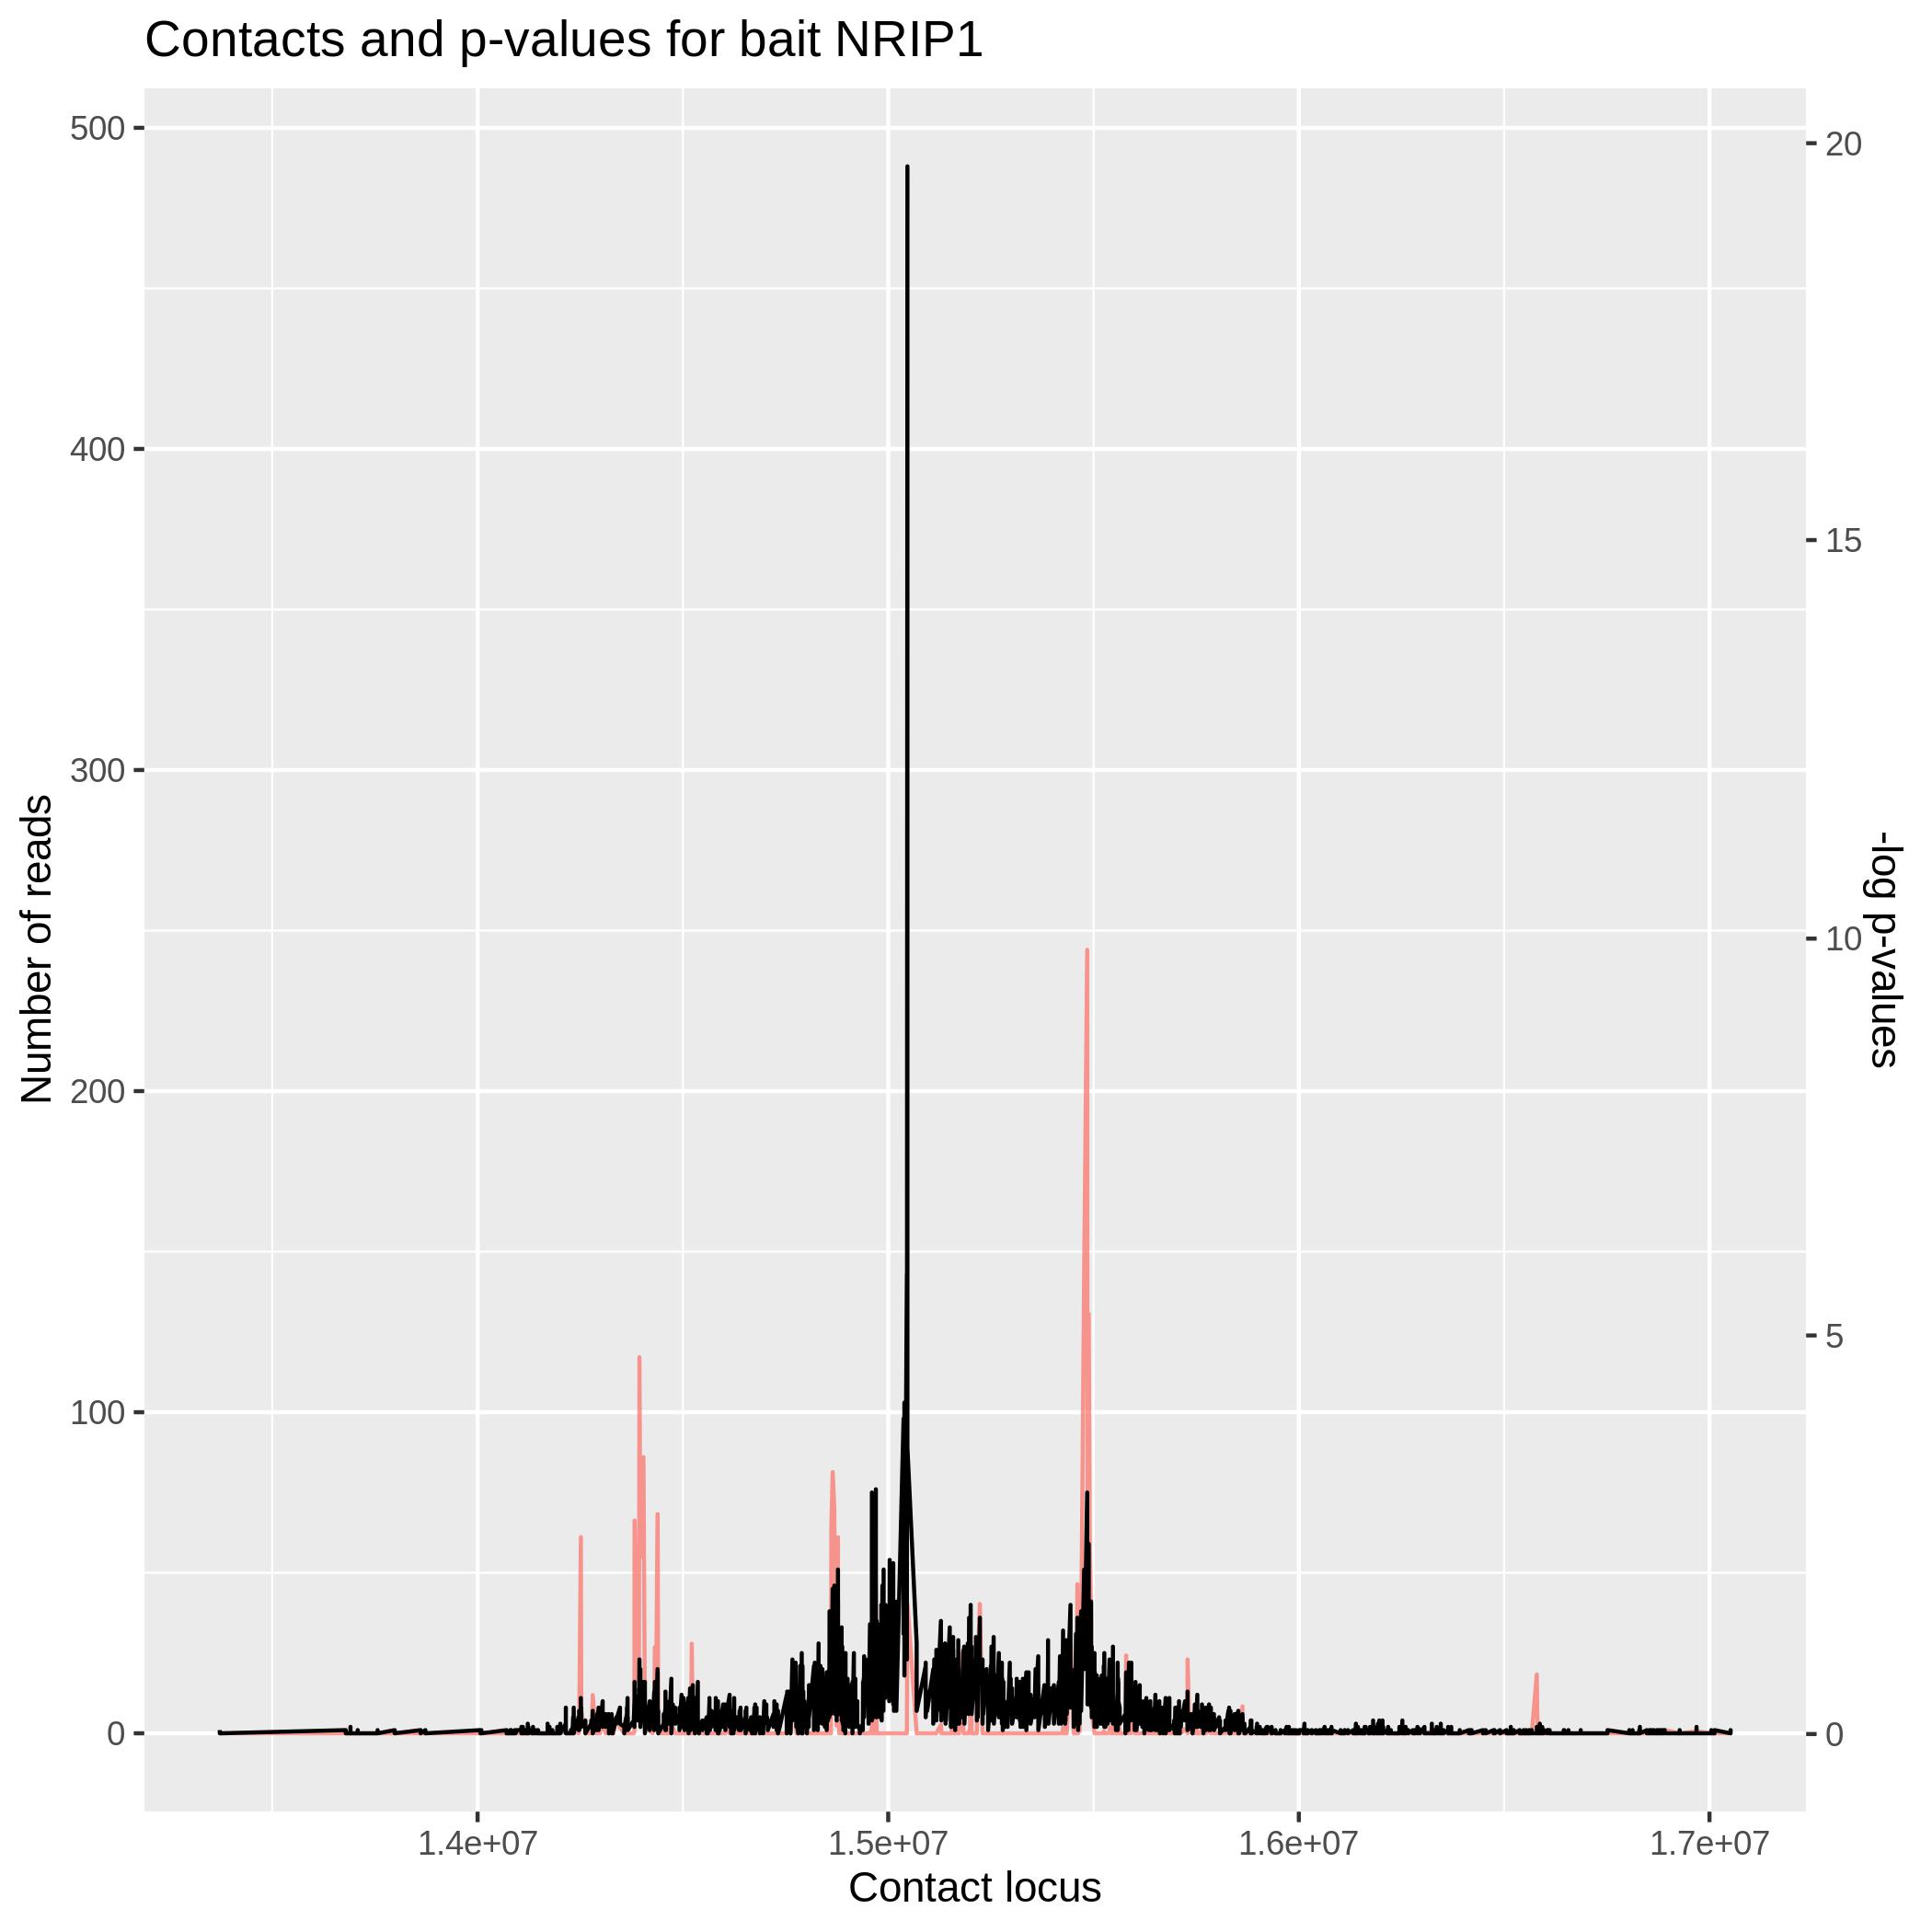 Contacts and p-values for bait NRIP1
500
400
300
200
100
0
Number of reads
20
15
10
5
0
-log p-values
1.4e+07
1.5e+07
1.6e+07
1.7e+07
Contact locus